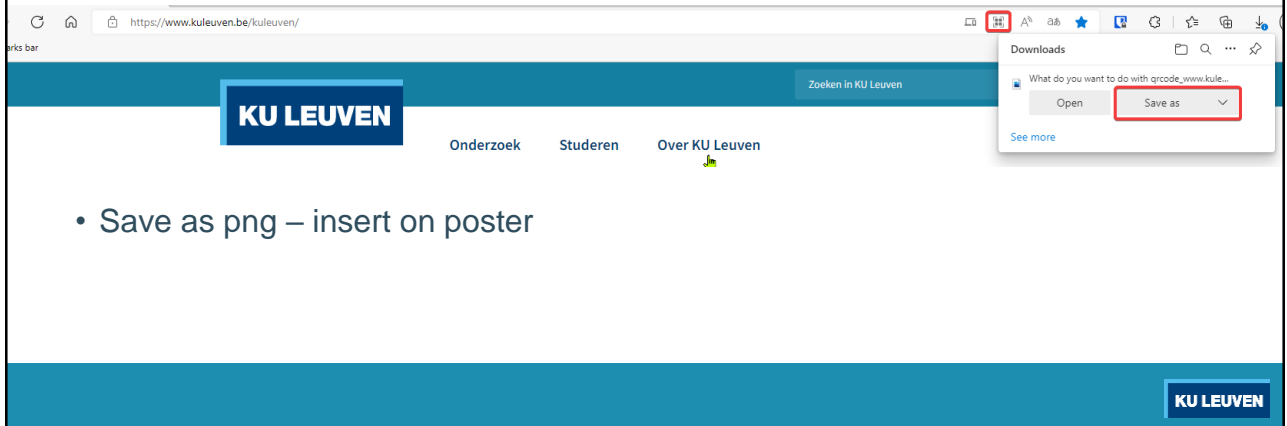 https://www.kuleuven.be/kuleuven/
arks bar
Downloads
What do you want to do with qrcode_www.kule...
Open Save as
See more
Zoeken in KU Leuven
KU LEUVEN
Onderzoek Studeren Over KU Leuven
• Save as png – insert on poster
KU LEUVEN